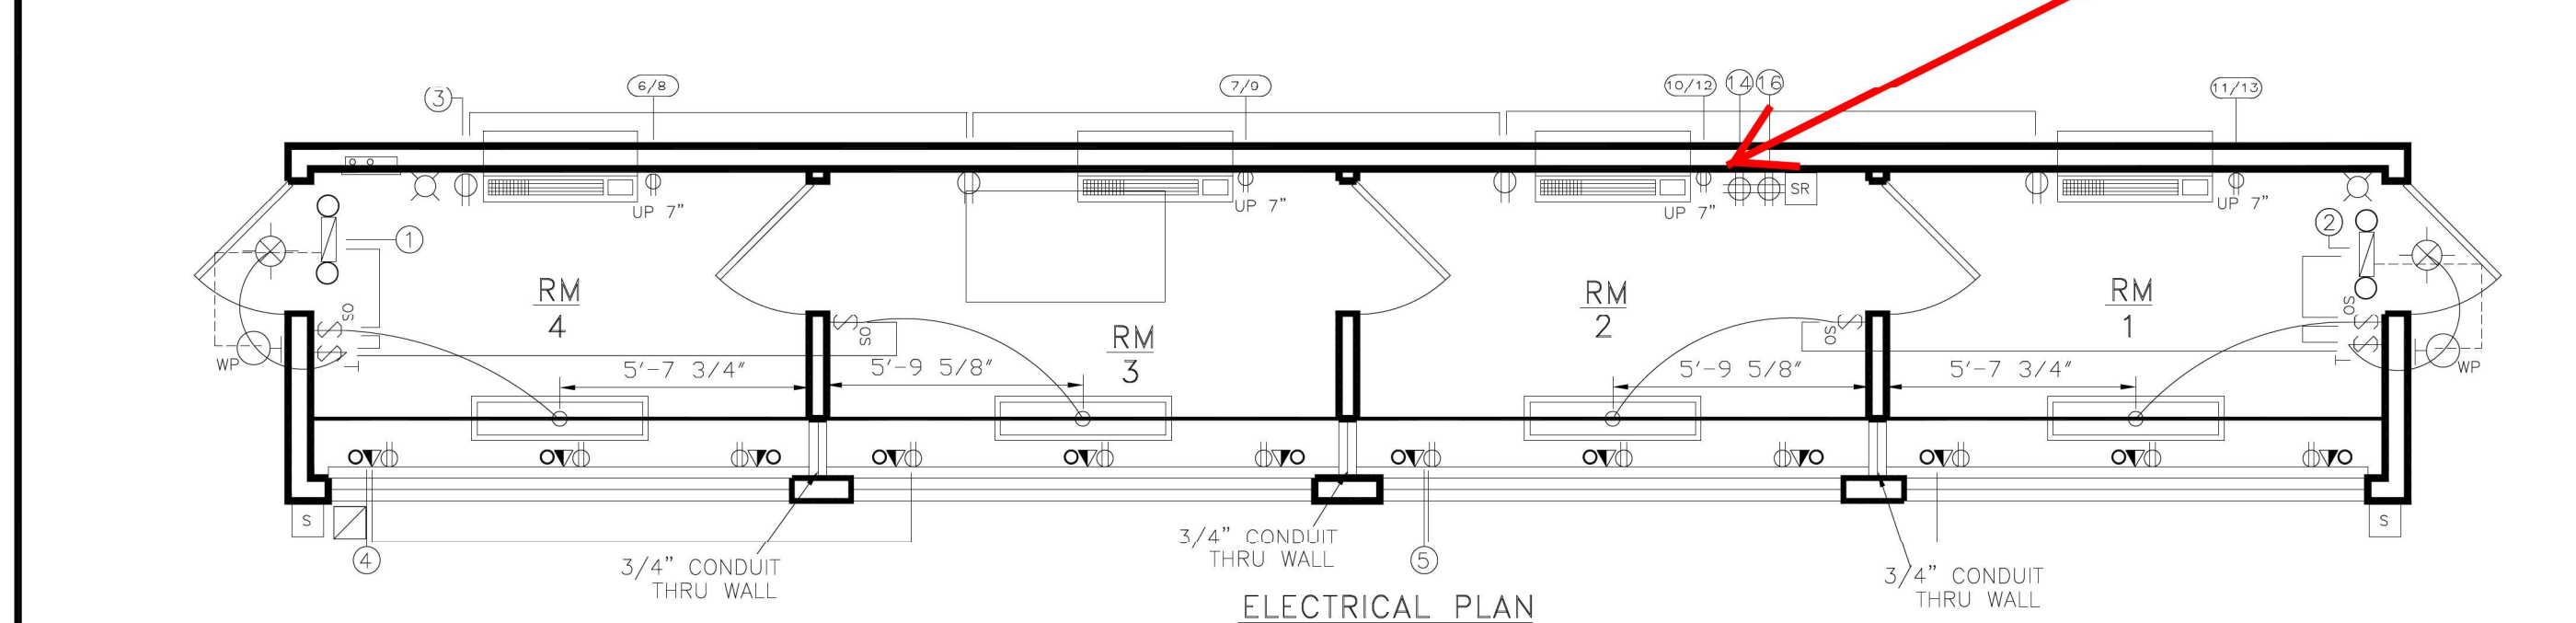 3
6/8
7/9
10/12
14
16
11/13
UP 7"
UP 7"
UP 7"
SR
UP 7"
1
2
RM
4
RM
3
RM
2
RM
1
OS
OS
OS
OS
WP
WP
5'-7 3/4"
5'-9 5/8"
5'-9 5/8"
5'-7 3/4"
S
S
4
5
3/4" CONDUIT
THRU WALL
3/4" CONDUIT
THRU WALL
3/4" CONDUIT
THRU WALL
ELECTRICAL PLAN